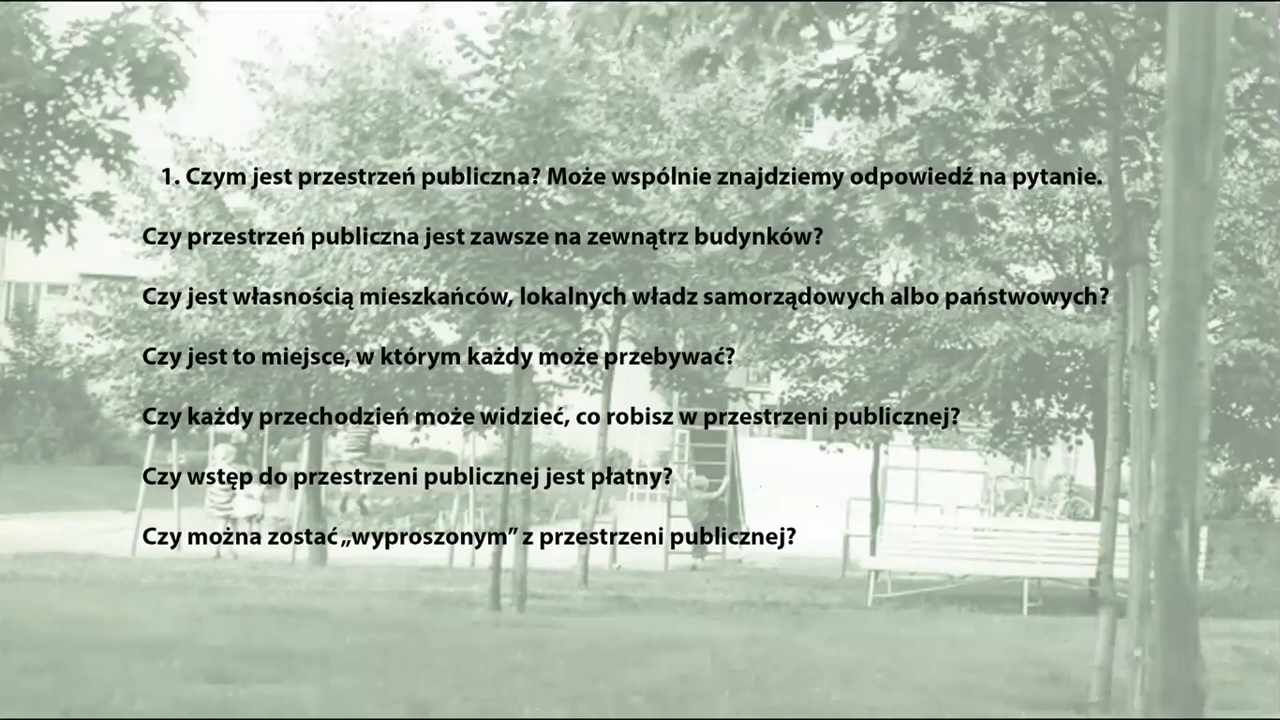 1. Czym jest przestrzeń publiczna? Może wspólnie znajdziemy odpowiedź na pytanie.
Czy przestrzeń publiczna jest zawsze na zewnątrz budynków?
Czy jest własnością mieszkańców, lokalnych władz samorządowych albo państwowych?
Czy jest to miejsce, w którym każdy może przebywać?
Czy każdy przechodzień może widzieć, co robisz w przestrzeni publicznej?
Czy wstęp do przestrzeni publicznej jest płatny?
Czy można zostać „wyproszonym” z przestrzeni publicznej?